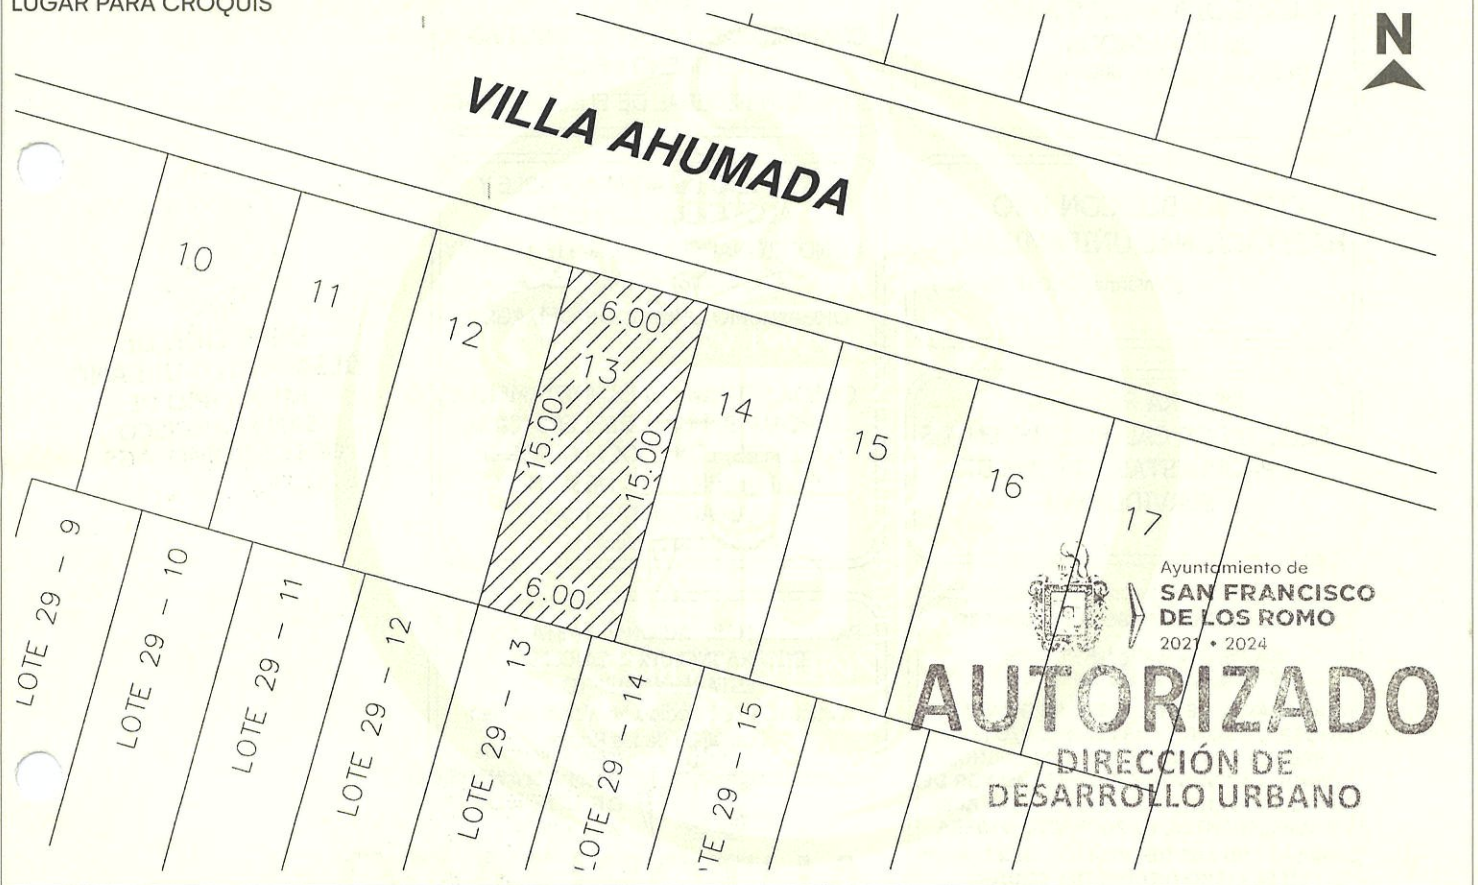 LUGAR PARA CROQUIS
N
VILLA AHUMADA
10
11
12
6.00
13
15.00
15.00
6.00
14
15
16
17
LOTE 29 - 9
LOTE 29 - 10
LOTE 29 - 11
LOTE 29 - 12
LOTE 29 - 13
LOTE 29 - 14
TE 29 - 15
Ayuntamiento de
SAN FRANCISCO
DE LOS ROMO
2021 • 2024
AUTORIZADO
DIRECCIÓN DE
DESARROLLO URBANO